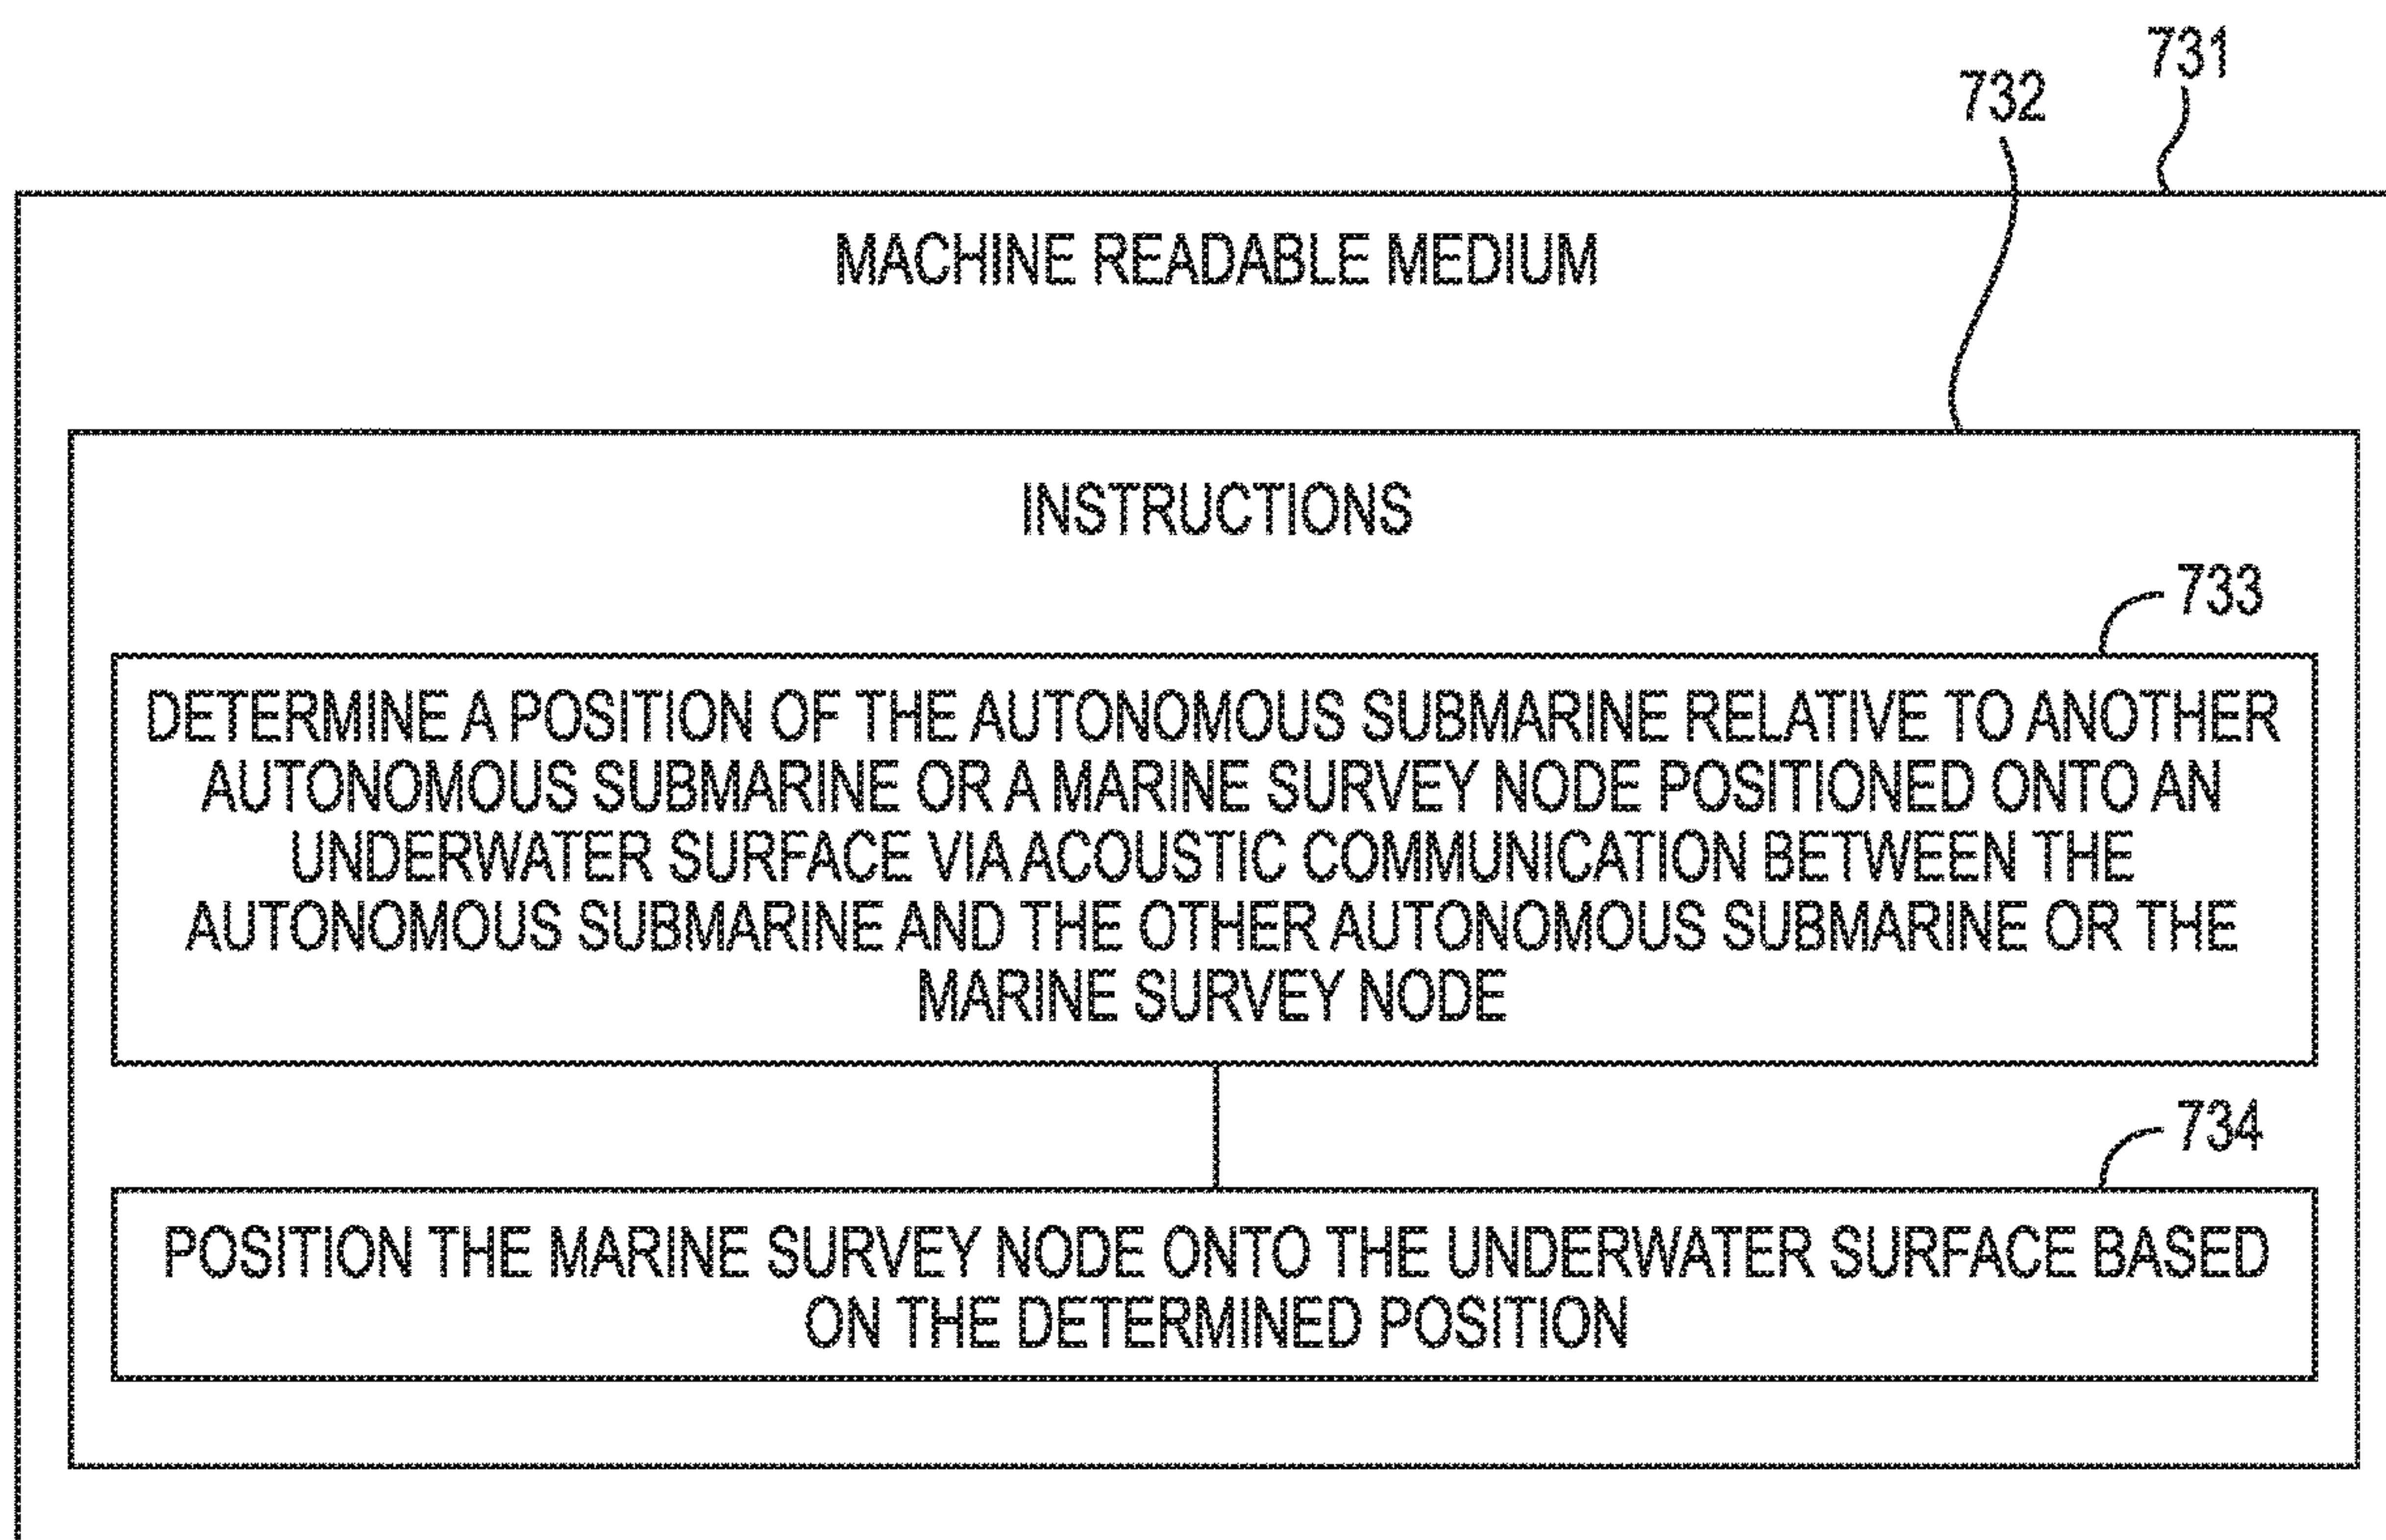 731
732
MACHINE READABLE MEDIUM
INSTRUCTIONS
733
DETERMINE A POSITION OF THE AUTONOMOUS SUBMARINE RELATIVE TO ANOTHER
AUTONOMOUS SUBMARINE OR A MARINE SURVEY NODE POSITIONED ONTO AN
UNDERWATER SURFACE VIA ACOUSTIC COMMUNICATION BETWEEN THE
AUTONOMOUS SUBMARINE AND THE OTHER AUTONOMOUS SUBMARINE OR THE
MARINE SURVEY NODE
734
POSITION THE MARINE SURVEY NODE ONTO THE UNDERWATER SURFACE BASED
ON THE DETERMINED POSITION